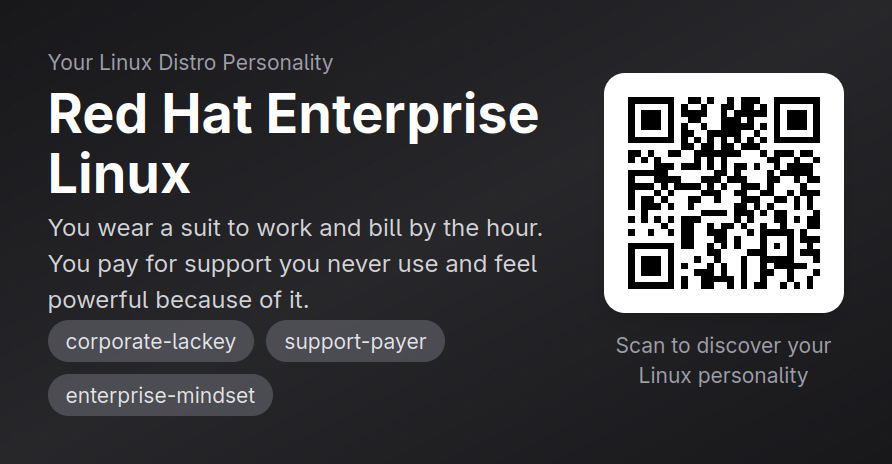 Your Linux Distro Personality
Red Hat Enterprise
Linux
You wear a suit to work and bill by the hour.
You pay for support you never use and feel
powerful because of it.
corporate-lackey
support-payer
enterprise-mindset
Scan to discover your
Linux personality